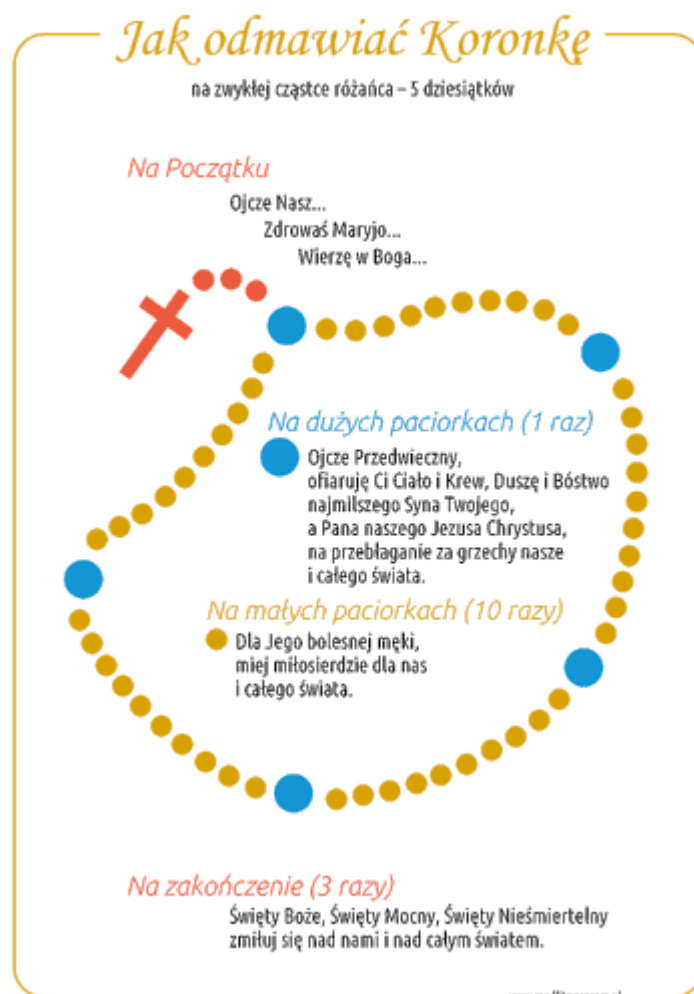 Jak odmawiać Koronkę
na zwykłej cząstce różańca – 5 dziesiątków
Na Początku
Ojcze Nasz...
Zdrowaś Maryjo...
Wierzę w Boga...
Na dużych paciorkach (1 raz)
Ojcze Przedwieczny,
ofiaruję Ci Ciało i Krew, Duszę i Bóstwo
najmilszego Syna Twojego,
a Pana naszego Jezusa Chrystusa,
na przebłaganie za grzechy nasze
i całego świata.
Na małych paciorkach (10 razy)
Dla Jego bolesnej męki,
miej miłosierdzie dla nas
i całego świata.
Na zakończenie (3 razy)
Święty Boże, Święty Mocny, Święty Nieśmiertelny
zmiłuj się nad nami i nad całym światem.